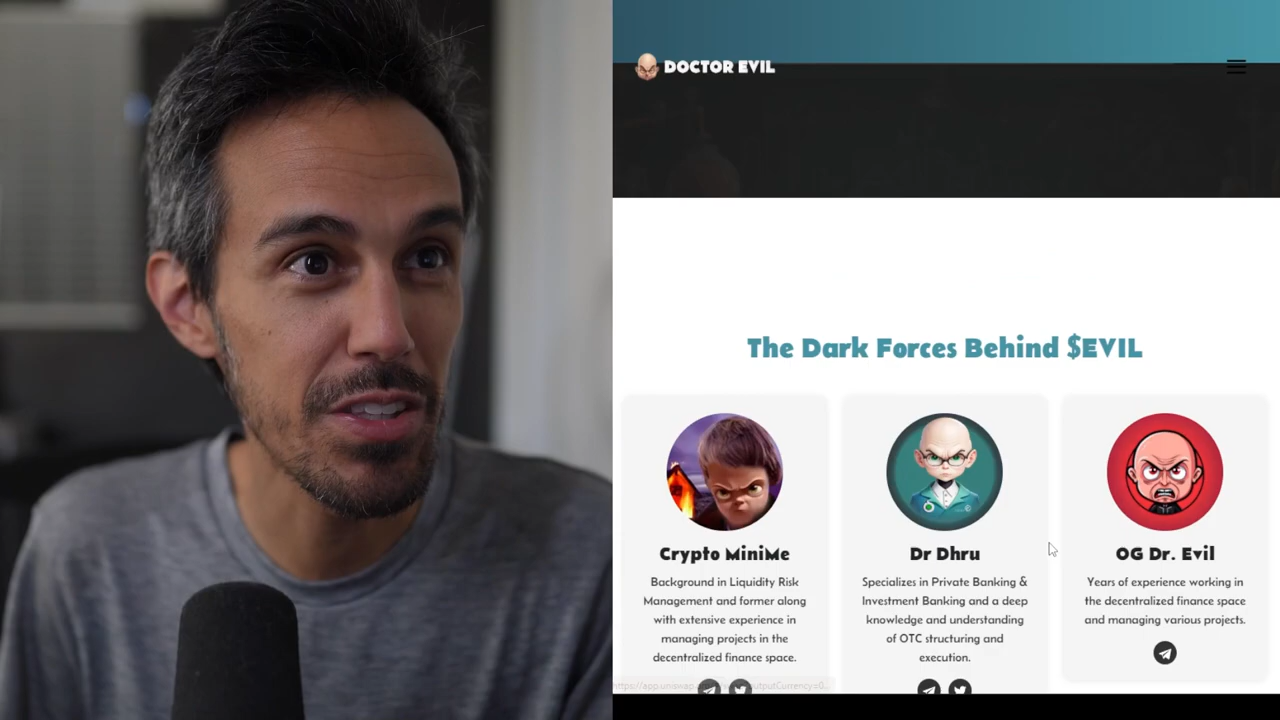 DOCTOR EVIL
The Dark Forces Behind $EVIL
Crypto MiniMe
Background in Liquidity Risk
Management and former along
with extensive experience in
managing projects in the
decentralized finance space.
Dr Dhru
Specializes in Private Banking &
Investment Banking and a deep
knowledge and understanding
of OTC structuring and
execution.
OG Dr. Evil
Years of experience working in
the decentralized finance space
and managing various projects.